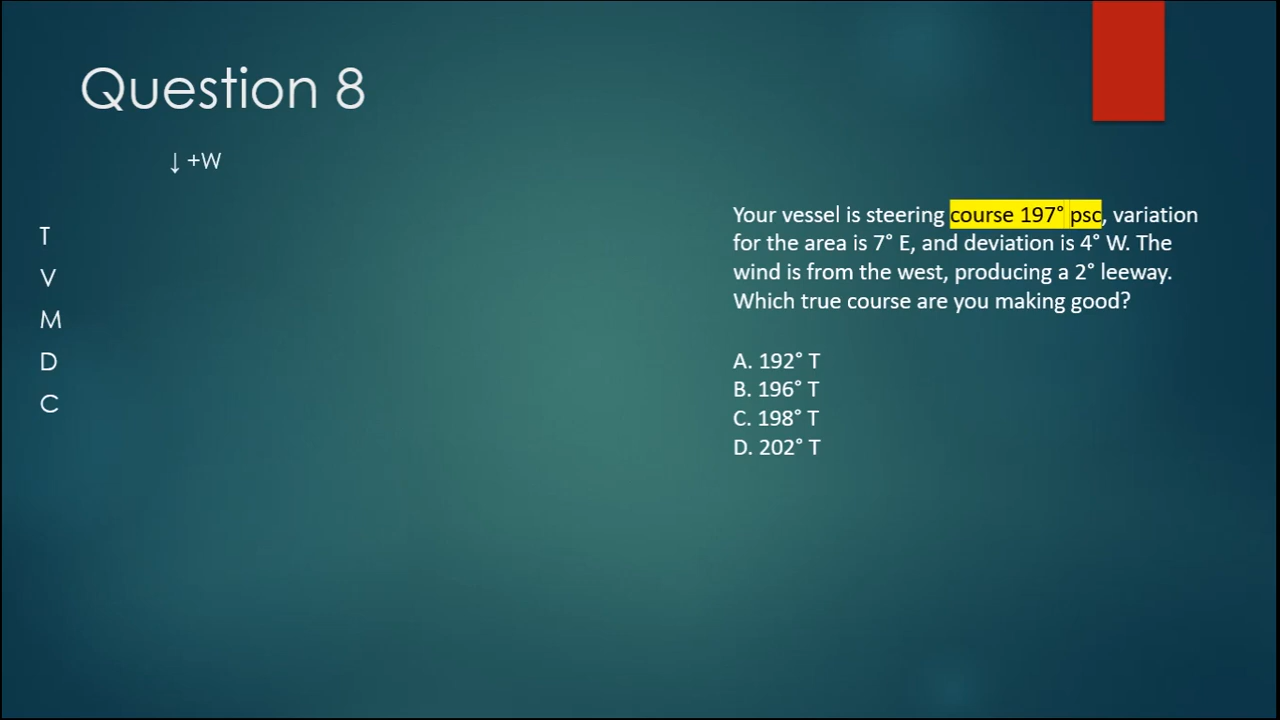 Question 8
↓ +W
T
V
M
D
C
Your vessel is steering course 197° psc, variation
for the area is 7° E, and deviation is 4° W. The
wind is from the west, producing a 2° leeway.
Which true course are you making good?
A. 192° T
B. 196° T
C. 198° T
D. 202° T